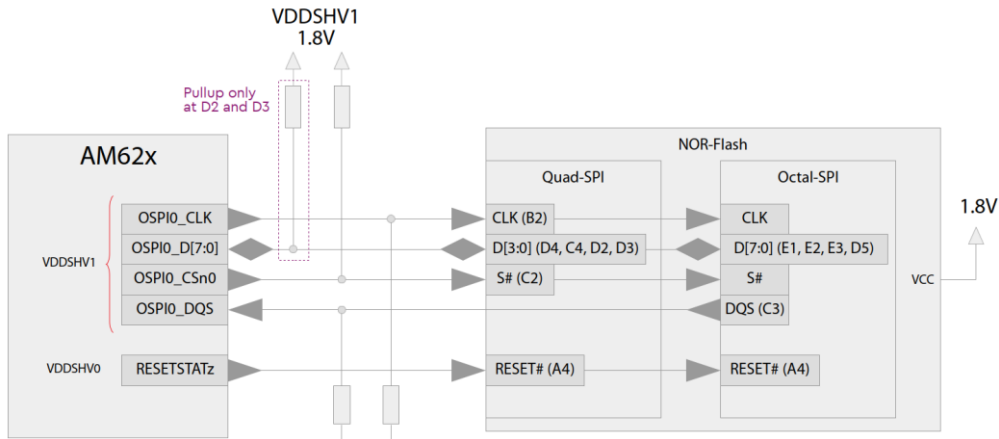 VDDSHV1
1.8V
Pullup only
at D2 and D3
AM62x
NOR-Flash
Quad-SPI
Octal-SPI
1.8V
VDDSHV1
OSPI0_CLK
CLK (B2)
CLK
OSPI0_D[7:0]
D[3:0] (D4, C4, D2, D3)
D[7:0] (E1, E2, E3, D5)
OSPI0_CSn0
S# (C2)
S#
VCC
OSPI0_DQS
DQS (C3)
VDDSHV0
RESETSTATz
RESET# (A4)
RESET# (A4)